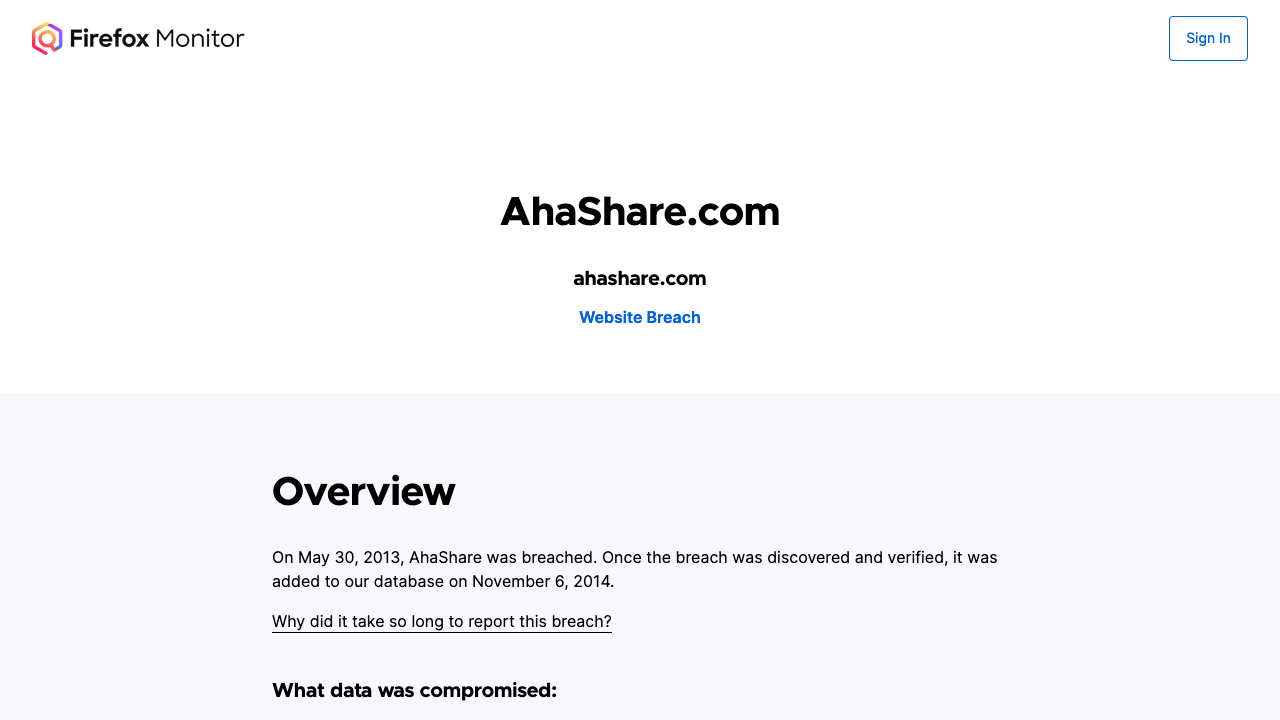 Firefox Monitor
Sign In
AhaShare.com
ahashare.com
Website Breach
Overview
On May 30, 2013, AhaShare was breached. Once the breach was discovered and verified, it was
added to our database on November 6, 2014.
Why did it take so long to report this breach?
What data was compromised: